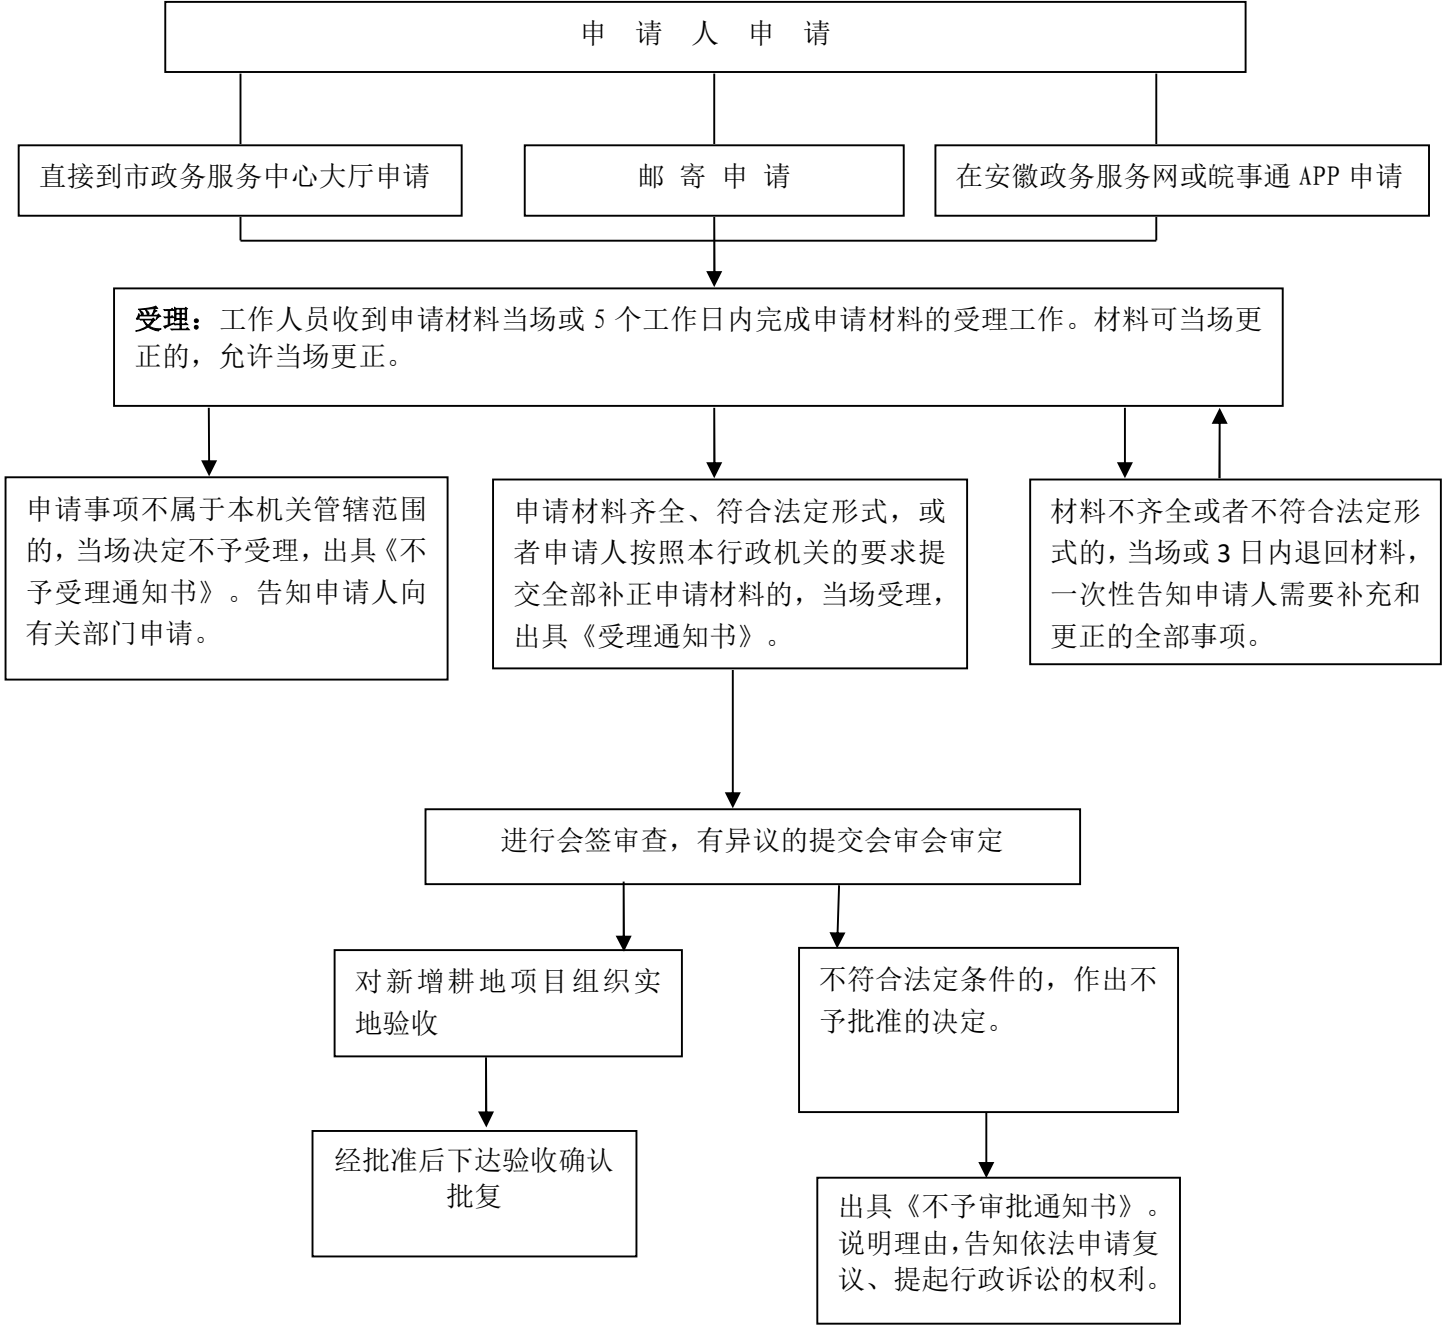 申 请 人 申 请
直接到市政务服务中心大厅申请
邮 寄 申 请
在安徽政务服务网或皖事通 APP 申请
受理：工作人员收到申请材料当场或 5 个工作日内完成申请材料的受理工作。材料可当场更
正的，允许当场更正。
申请事项不属于本机关管辖范围
的，当场决定不予受理，出具《不
予受理通知书》。告知申请人向
有关部门申请。
申请材料齐全、符合法定形式，或
者申请人按照本行政机关的要求提
交全部补正申请材料的，当场受理，
出具《受理通知书》。
材料不齐全或者不符合法定形
式的，当场或 3 日内退回材料，
一次性告知申请人需要补充和
更正的全部事项。
进行会签审查，有异议的提交会审会审定
对新增耕地项目组织实
地验收
不符合法定条件的，作出不
予批准的决定。
经批准后下达验收确认
批复
出具《不予审批通知书》。
说明理由，告知依法申请复
议、提起行政诉讼的权利。